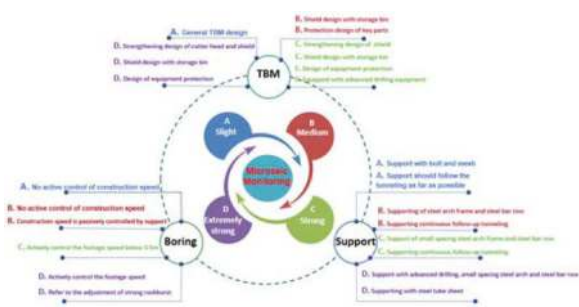 A. General TBM design
D. Strengthening design of cutter head and shield
D. Shield design with storage bin
D. Design of equipment protection
B. Shield design with storage bin
B. Protection design of key parts
C. Strengthening design of shield
C. Shield design with storage bin
C. Design of equipment protection
C. Equipped with advanced drilling equipment
TBM
A
Slight
B
Medium
Microseic
Monitoring
D
Extremely
strong
C
Strong
A. No active control of construction speed
B. No active control of construction speed
B. Construction speed is passively controlled by support
C. Actively control the footage speed below
D. Actively control the footage speed
D. Refer to the adjustment of strong rockburst
Boring
A. Support with bolt and mesh
A. Support should follow the
tunneling as far as possible
B. Supporting of steel arch frame and steel bar row
B. Supporting continuous follow-up tunneling
C. Support of small spacing steel arch frame and steel bar row
C. Supporting continuous follow-up tunneling
D. Support with advanced drilling, small spacing steel arch and steel bar row
D. Supporting with steel tube sheet
Support